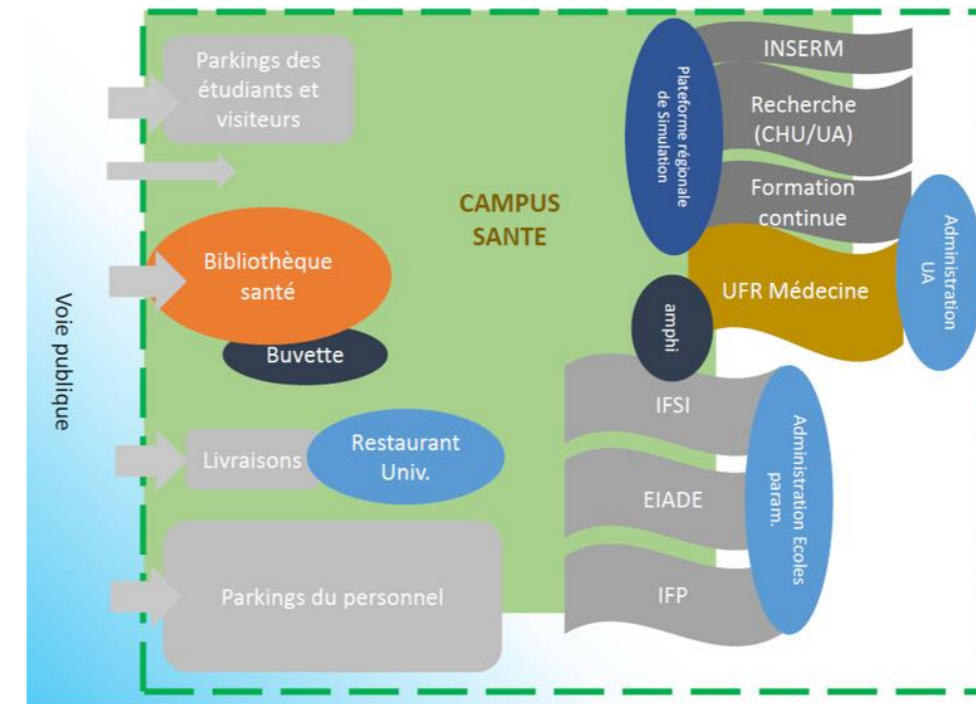 Parkings des
étudiants et
visiteurs
INSERM
Recherche
(CHU/UA)
Formation
continue
Plateforme régionale
de Simulation
CAMPUS
SANTE
Administration
UA
UFR Médecine
Bibliothèque
santé
Buvette
amphi
Voie publique
IFSI
Livraisons
Restaurant
Univ.
EIADE
Administration Ecoles
param.
Parkings du personnel
IFP